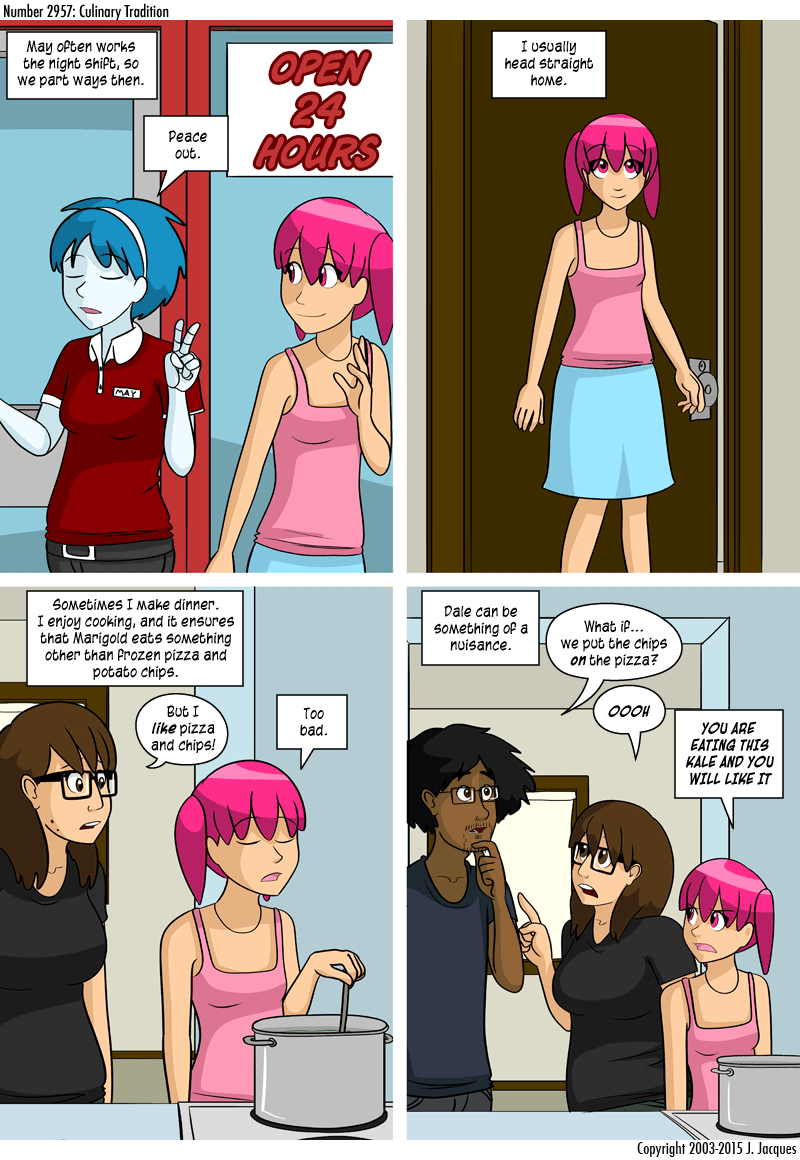 Number 2957: Culinary Tradition
May often works
the night shift, so
we part ways then.
Peace
out.
OPEN
24
HOURS
MAY
I usually
head straight
home.
Sometimes I make dinner.
I enjoy cooking, and it ensures
that Marigold eats something
other than frozen pizza and
potato chips.
But I
like pizza
and chips!
Too
bad.
Dale can be
something of a
nuisance.
What if...
we put the chips
on the pizza?
OOOH
YOU ARE
EATING THIS
KALE AND YOU
WILL LIKE IT
Copyright 2003-2015 J. Jacques